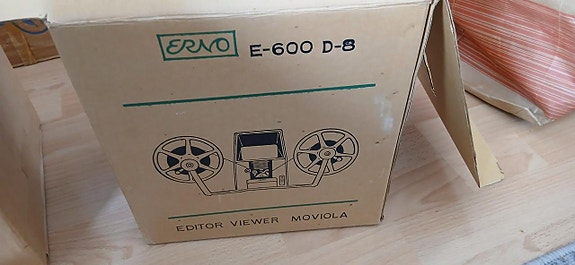 ERNO E-600 D-8
EDITOR VIEWER MOVIOLA